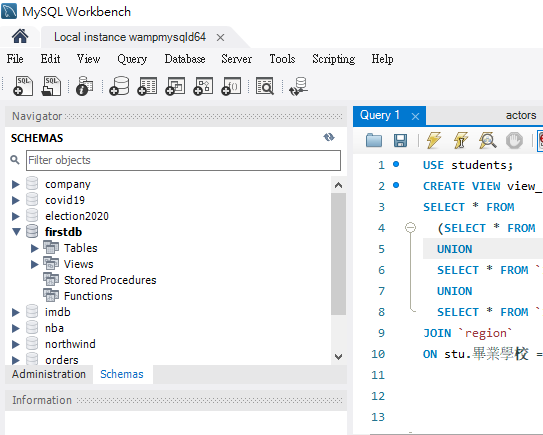 MySQL Workbench
Local instance wampmysqld64
File Edit View Query Database Server Tools Scripting Help
SQL SQL
Navigator
SCHEMAS
Filter objects
company
covid19
election2020
firstdb
Tables
Views
Stored Procedures
Functions
imdb
nba
northwind
orders
Administration Schemas
Information
Query 1 actors
1 USE students;
2 CREATE VIEW view_
3 SELECT * FROM
4 (SELECT * FROM
5 UNION
6 SELECT * FROM `
7 UNION
8 SELECT * FROM `
9 JOIN `region`
10 ON stu.畢業學校 =
11
12
13